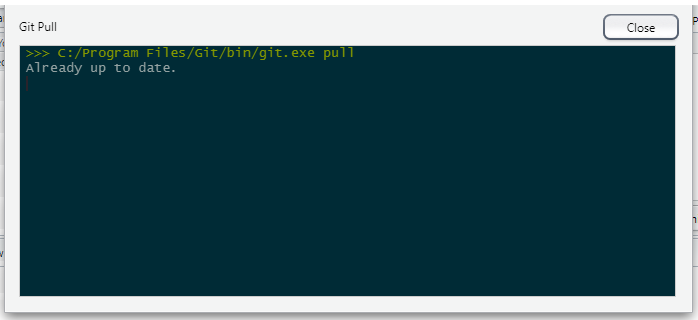 Git Pull
Close
>>> C:/Program Files/Git/bin/git.exe pull
Already up to date.